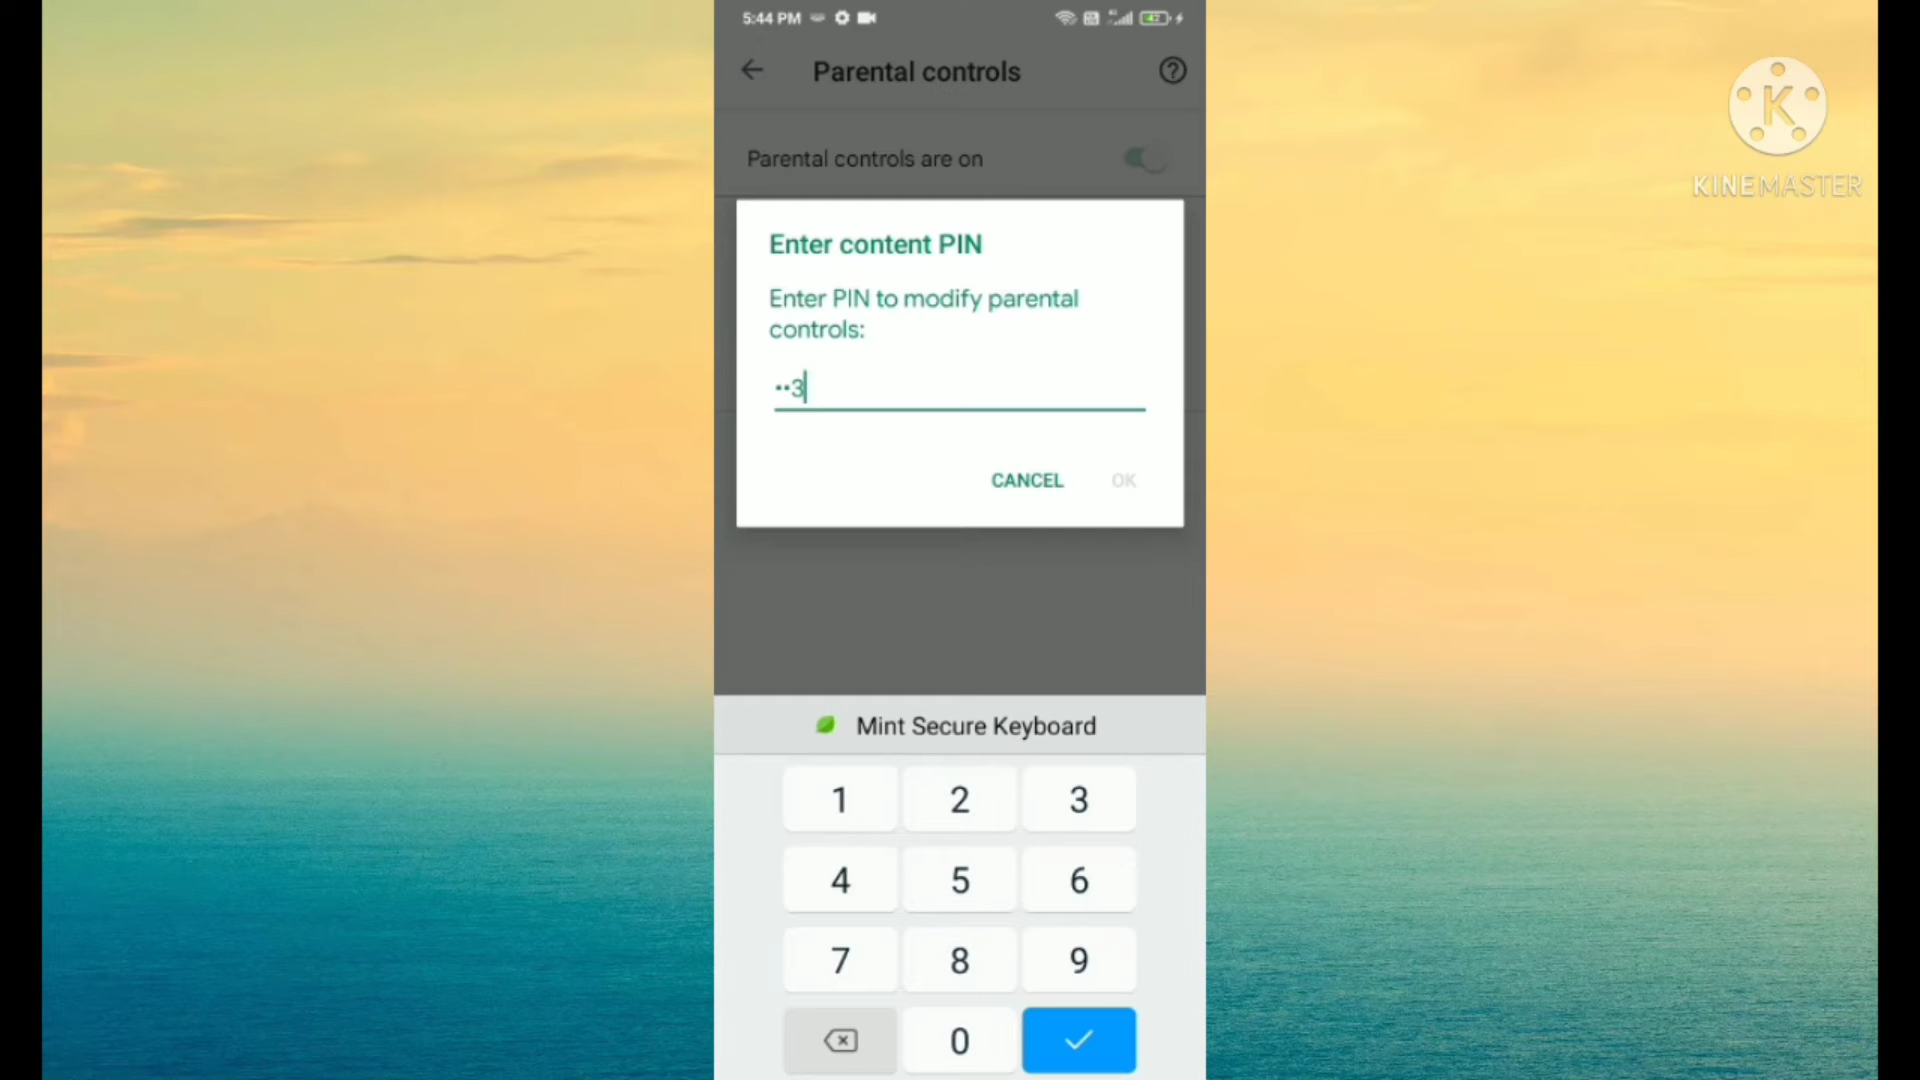 5:44 PM
42
Parental controls
Parental controls are on
Enter content PIN
Enter PIN to modify parental
controls:
••3
CANCEL OK
Mint Secure Keyboard
1 2 3
4 5 6
7 8 9
0
K
KINEMASTER